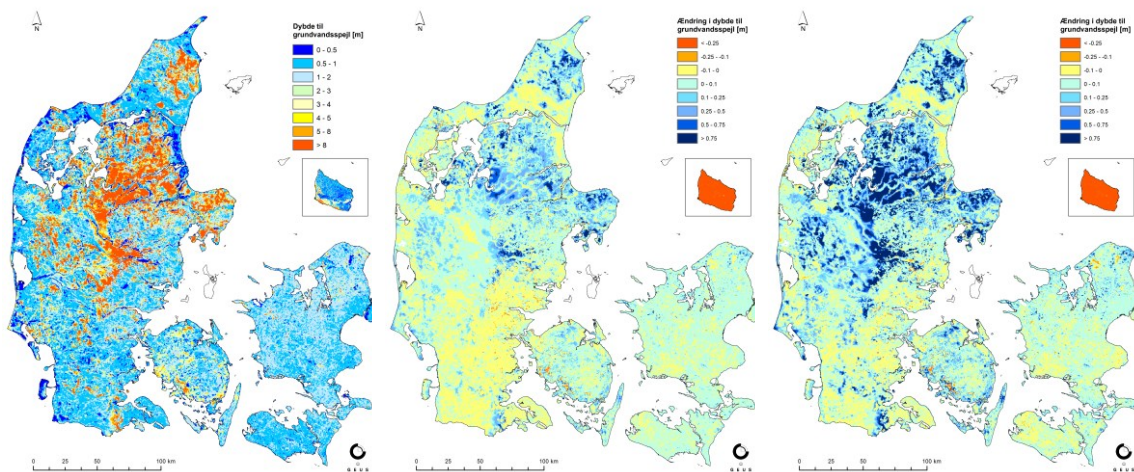 N
Dybde til
grundvandsspejl [m]
0 - 0.5
0.5 - 1
1 - 2
2 - 3
3 - 4
4 - 5
5 - 8
> 8
0 25 50 100 km
G E U S
N
Ændring i dybde til
grundvandsspejl [m]
< -0.25
-0.25 - -0.1
-0.1 - 0
0 - 0.1
0.1 - 0.25
0.25 - 0.5
0.5 - 0.75
> 0.75
0 25 50 100 km
G E U S
N
Ændring i dybde til
grundvandsspejl [m]
< -0.25
-0.25 - -0.1
-0.1 - 0
0 - 0.1
0.1 - 0.25
0.25 - 0.5
0.5 - 0.75
> 0.75
0 25 50 100 km
G E U S